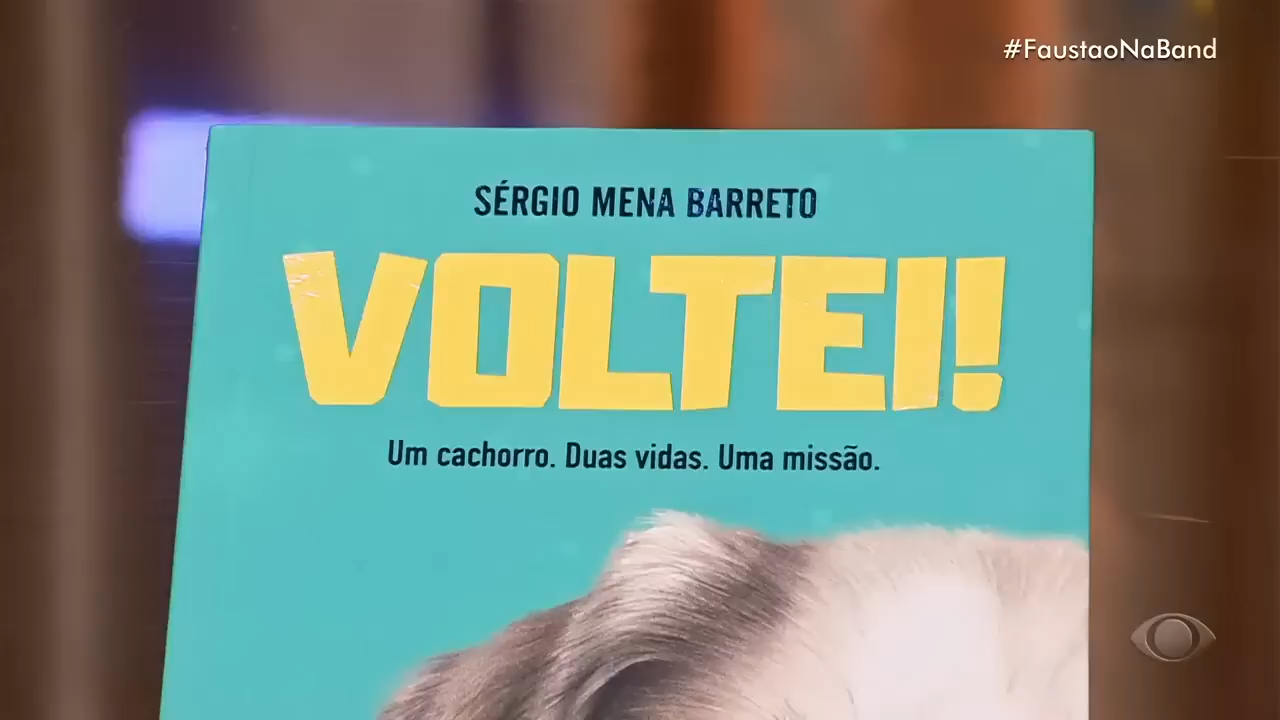 #FaustaoNaBand
SÉRGIO MENA BARRETO
VOLTEI!
Um cachorro. Duas vidas. Uma missão.